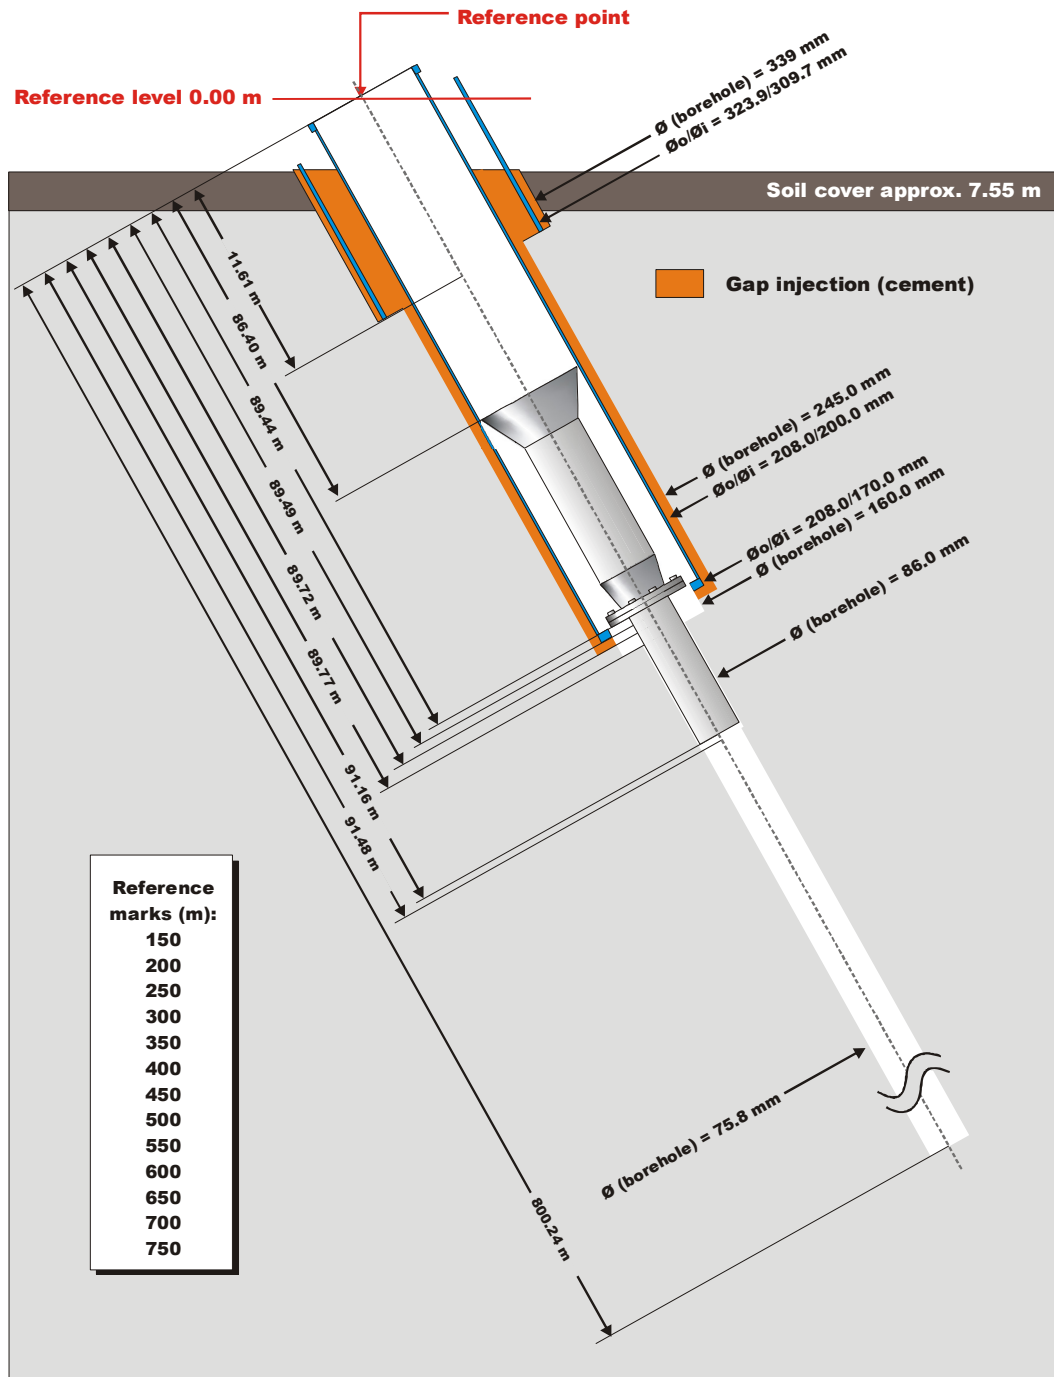 Reference point
Reference level 0.00 m
Ø (borehole) = 339 mm
Øo/Øi = 323.9/309.7 mm
Soil cover approx. 7.55 m
Gap injection (cement)
11.61 m
86.40 m
89.44 m
89.49 m
89.72 m
89.77 m
91.16 m
91.48 m
800.24 m
Ø (borehole) = 245.0 mm
Øo/Øi = 208.0/200.0 mm
Øo/Øi = 208.0/170.0 mm
Ø (borehole) = 160.0 mm
Ø (borehole) = 86.0 mm
Ø (borehole) = 75.8 mm
Reference
marks (m):
150
200
250
300
350
400
450
500
550
600
650
700
750